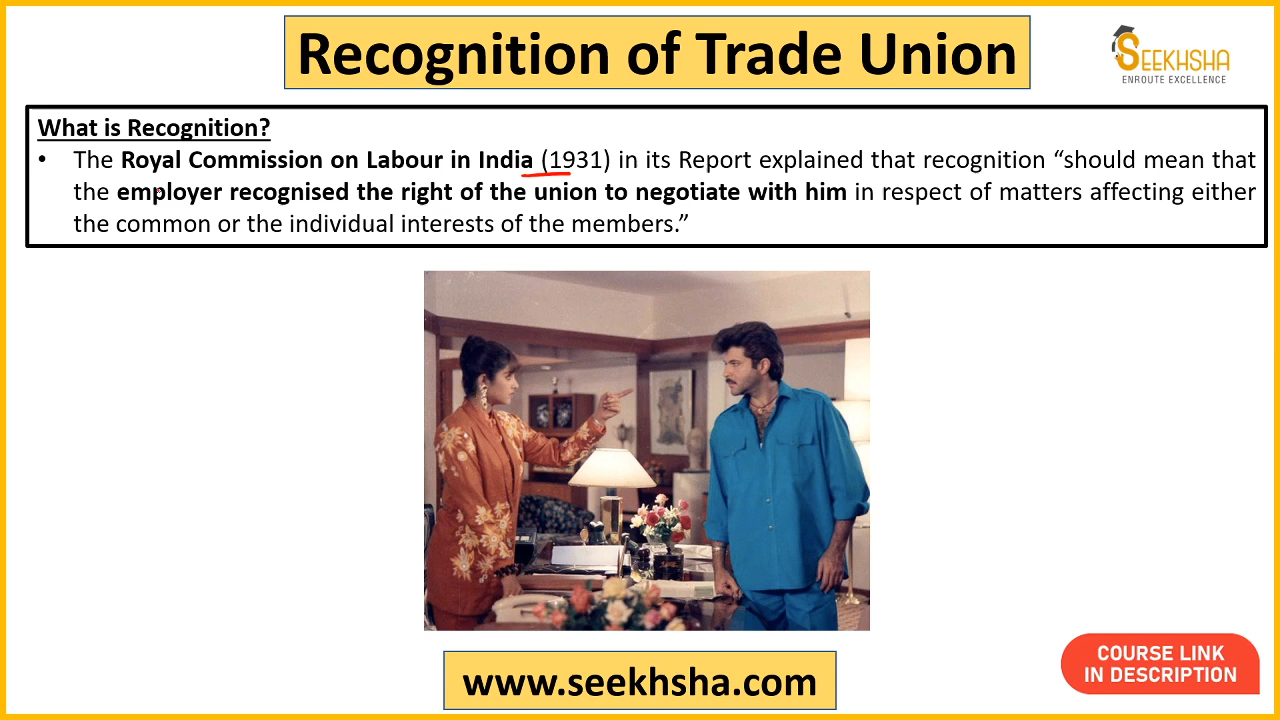 Recognition of Trade Union
SEEKHSHA
ENROUTE EXCELLENCE
What is Recognition?
• The Royal Commission on Labour in India (1931) in its Report explained that recognition “should mean that
the employer recognised the right of the union to negotiate with him in respect of matters affecting either
the common or the individual interests of the members.”
www.seekhsha.com
COURSE LINK
IN DESCRIPTION